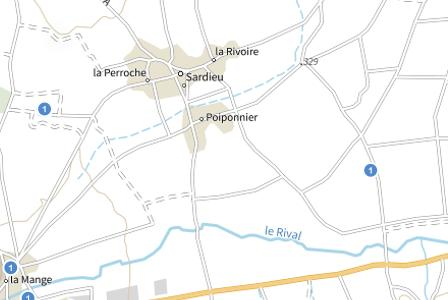 la Rivoire
329
la Perroche
Sardieu
1
Poiponnier
1
le Rival
1
la Mange
1